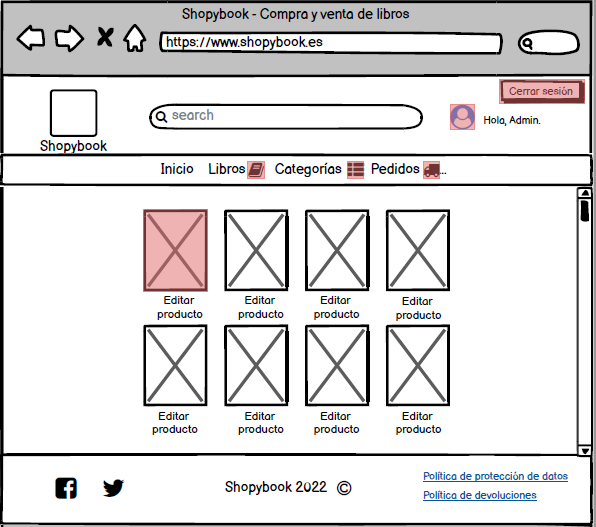 Shopybook - Compra y venta de libros
https://www.shopybook.es
Cerrar sesión
search
Hola, Admin.
Shopybook
Inicio Libros Categorías Pedidos ...
Editar producto
Editar producto
Editar producto
Editar producto
Editar producto
Editar producto
Editar producto
Editar producto
Política de protección de datos
Shopybook 2022 ©
Política de devoluciones